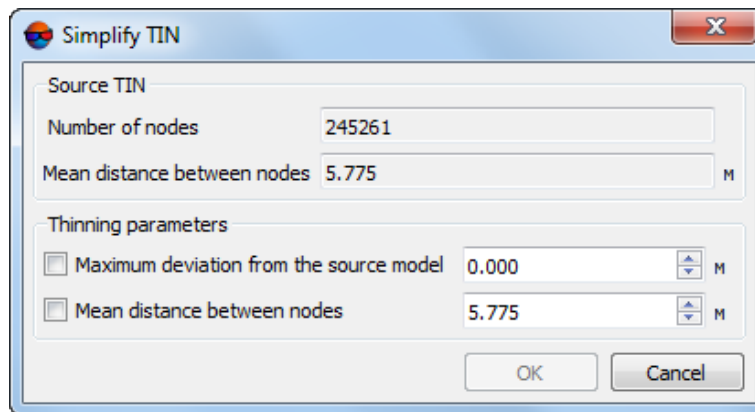 Simplify TIN
Source TIN
Number of nodes 245261
Mean distance between nodes 5.775 м
Thinning parameters
Maximum deviation from the source model 0.000 м
Mean distance between nodes 5.775 м
OK Cancel